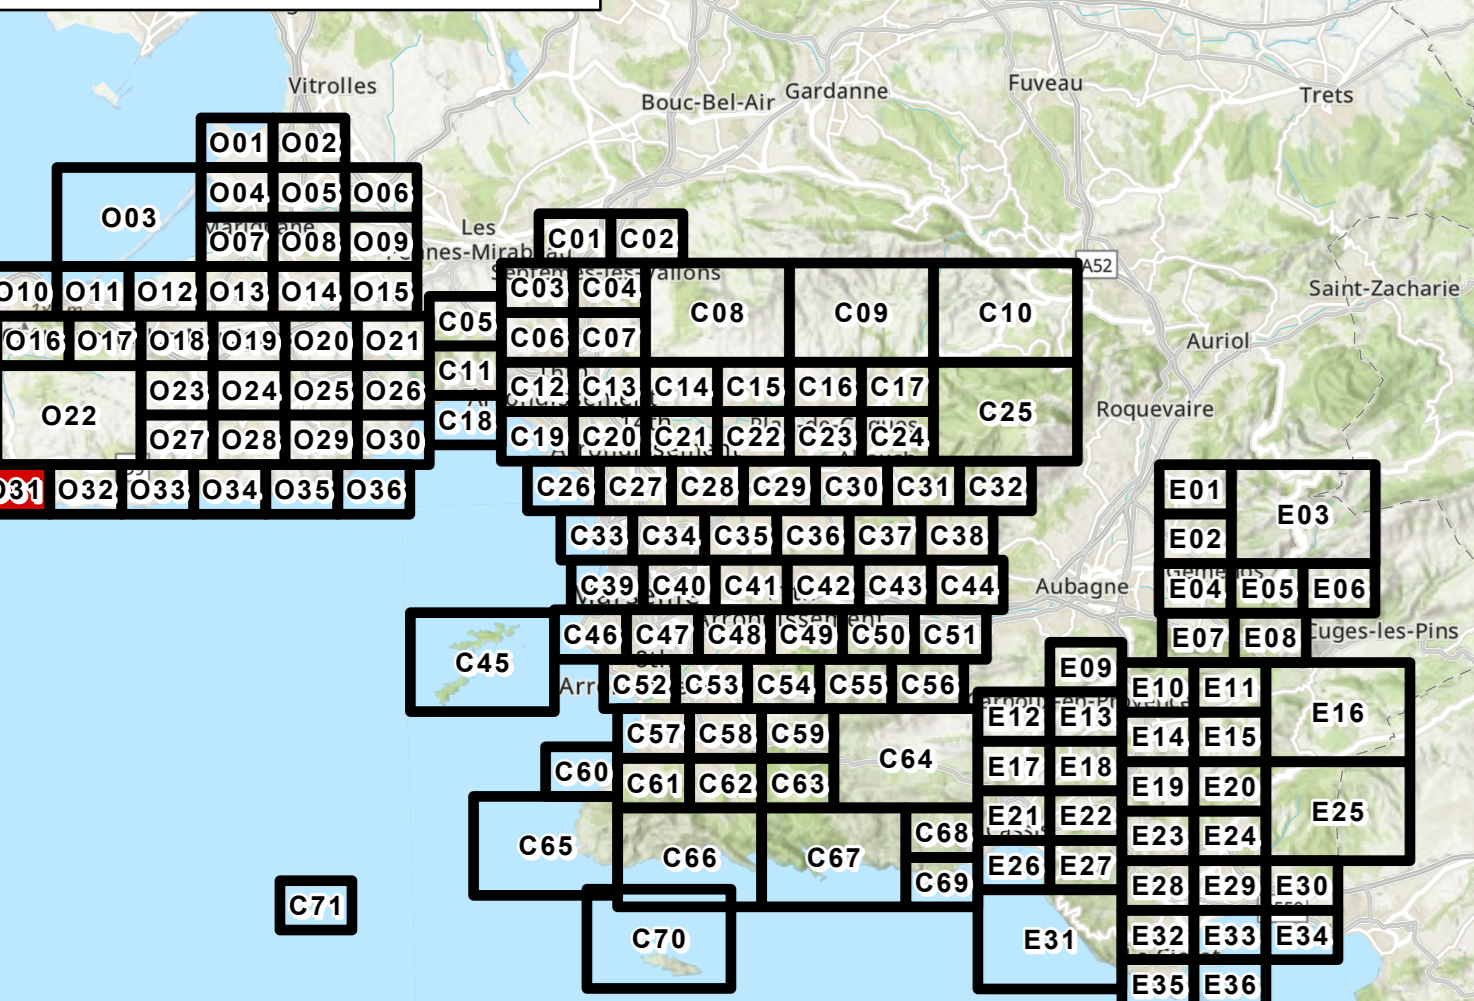 Vitrolles
Bouc-Bel-Air
Gardanne
Fuveau
Trets
O01 O02
O04 O05 O06
O03
Les
O07 O08 O09
C01 C02
A52
Septèmes-les-Vallons
O10 O11 O12 O13 O14 O15
C03 C04
Saint-Zacharie
C05
C08 C09 C10
O16 O17 O18 O19 O20 O21
C06 C07
Auriol
C11
O23 O24 O25 O26
C12 C13 C14 C15 C16 C17
O22
C25
Roquevaire
C18
O27 O28 O29 O30
C19 C20 C21 C22 C23 C24
O31 O32 O33 O34 O35 O36
C26 C27 C28 C29 C30 C31 C32
E01
E03
C33 C34 C35 C36 C37 C38
E02
Gémenos
C39 C40 C41 C42 C43 C44
Aubagne
E04 E05 E06
Marseille
C46 C47 C48 C49 C50 C51
E07 E08
Cuges-les-Pins
C45
E09
C52 C53 C54 C55 C56
E10 E11
E16
E12 E13
C57 C58 C59
E14 E15
C64
C60
E17 E18
C61 C62 C63
E19 E20
E25
E21 E22
C68
E23 E24
C65
C66 C67
E26 E27
C69
E28 E29 E30
C71
C70
E31
E32 E33 E34
E35 E36